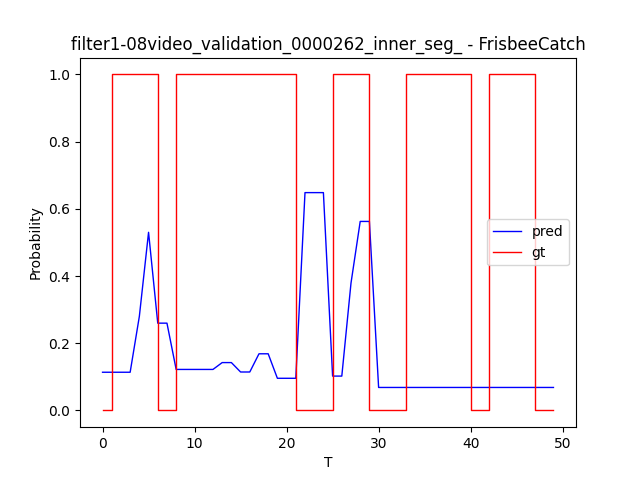 filter1-08video_validation_0000262_inner_seg_ - FrisbeeCatch
1.0
0.8
0.6
0.4
0.2
0.0
Probability
pred
gt
0 10 20 30 40 50
T